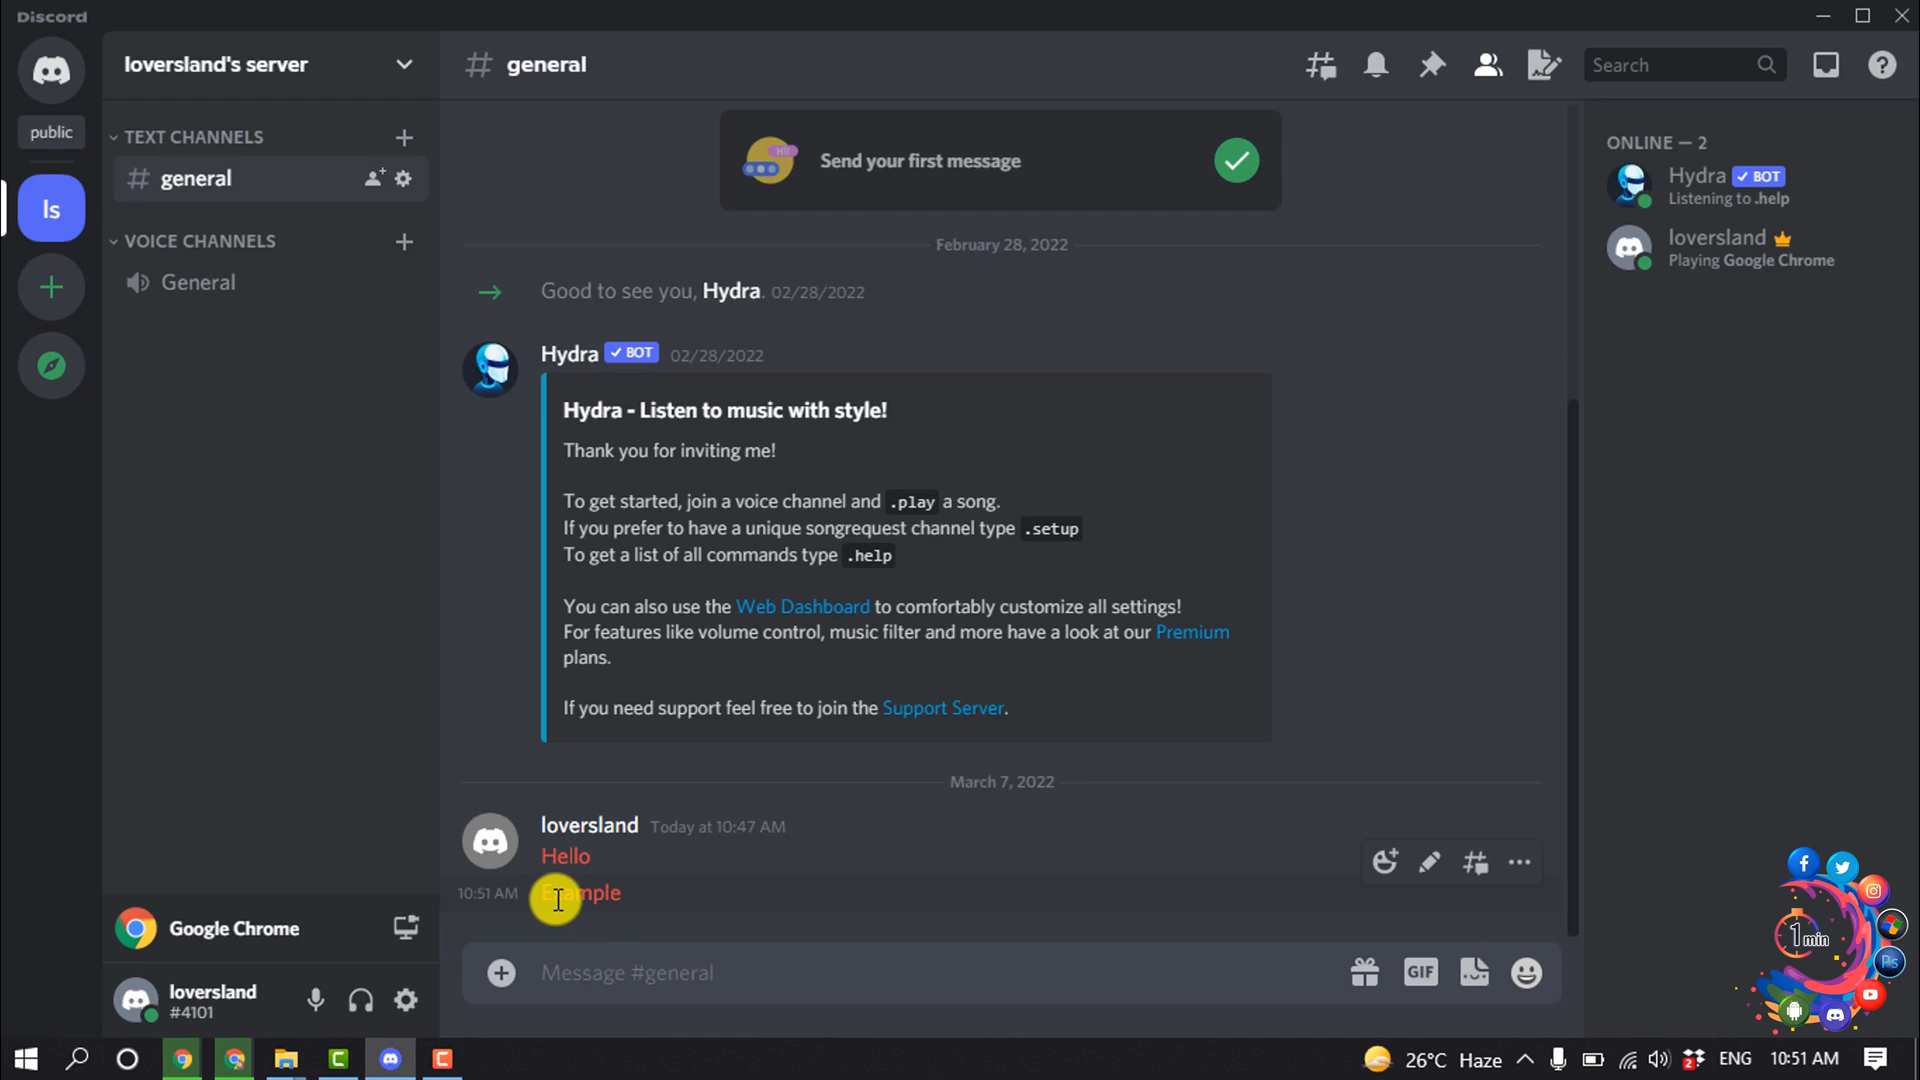 Discord
loversland's server
# general
Search
public
TEXT CHANNELS
# general
ls
VOICE CHANNELS
General
Hi!
Send your first message
February 28, 2022
Good to see you, Hydra. 02/28/2022
Hydra BOT 02/28/2022
Hydra - Listen to music with style!
Thank you for inviting me!
To get started, join a voice channel and .play a song.
If you prefer to have a unique songrequest channel type .setup
To get a list of all commands type .help
You can also use the Web Dashboard to comfortably customize all settings!
For features like volume control, music filter and more have a look at our Premium
plans.
If you need support feel free to join the Support Server.
March 7, 2022
loversland Today at 10:47 AM
Hello
10:51 AM Example
Message #general
GIF
ONLINE — 2
Hydra BOT
Listening to .help
loversland
Playing Google Chrome
Google Chrome
loversland
#4101
1 min
Ps
26°C Haze
2
ENG
10:51 AM